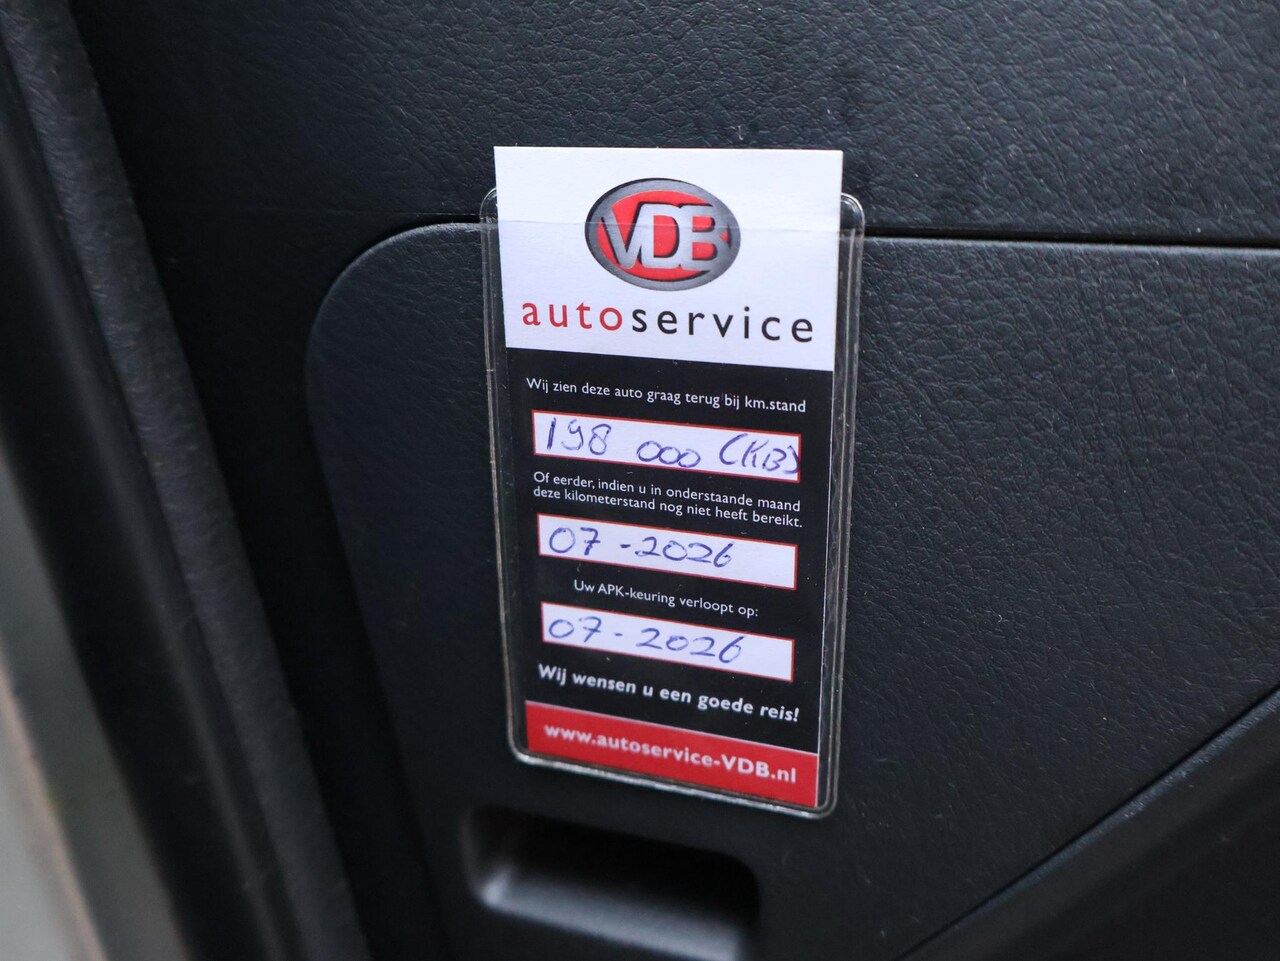 VDB
autoservice
Wij zien deze auto graag terug bij km.stand
198 000 (KB)
Of eerder, indien u in onderstaande maand
deze kilometerstand nog niet heeft bereikt.
07-2026
Uw APK-keuring verloopt op:
07-2026
Wij wensen u een goede reis!
www.autoservice-VDB.nl